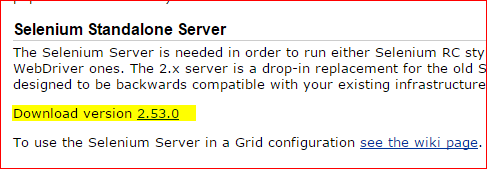 Selenium Standalone Server
The Selenium Server is needed in order to run either Selenium RC sty
WebDriver ones. The 2.x server is a drop-in replacement for the old S
designed to be backwards compatible with your existing infrastructure
Download version 2.53.0
To use the Selenium Server in a Grid configuration see the wiki page.